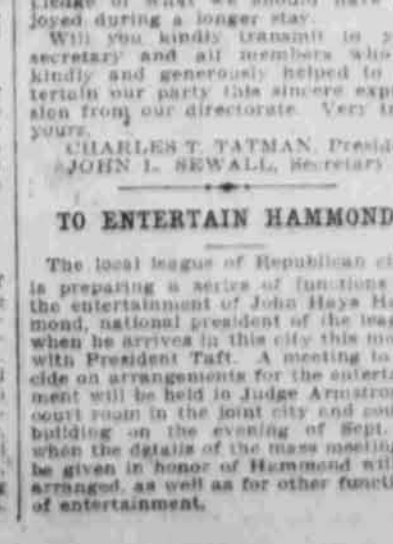 joyed during a longer stay.
Will you kindly transmit to
secretary and all members who
kindly and generously helped to
tertain our party this sincere exp
sion from our directorate. Very
yours,
CHARLES T. TATMAN, Presid
JOHN L. SEWALL, Secretary
TO ENTERTAIN HAMMOND
The local league of Republican
is preparing a series of functions
the entertainment of John Hays Ha
mond, national president of the leag
when he arrives in this city this mo
with President Taft. A meeting to
cide on arrangements for the enterta
ment will be held in Judge Armstron
court room in the joint city and cou
building on the evening of Sept.
when the details of the mass meeting
be given in honor of Hammond will
arranged, as well as for other functi
of entertainment.